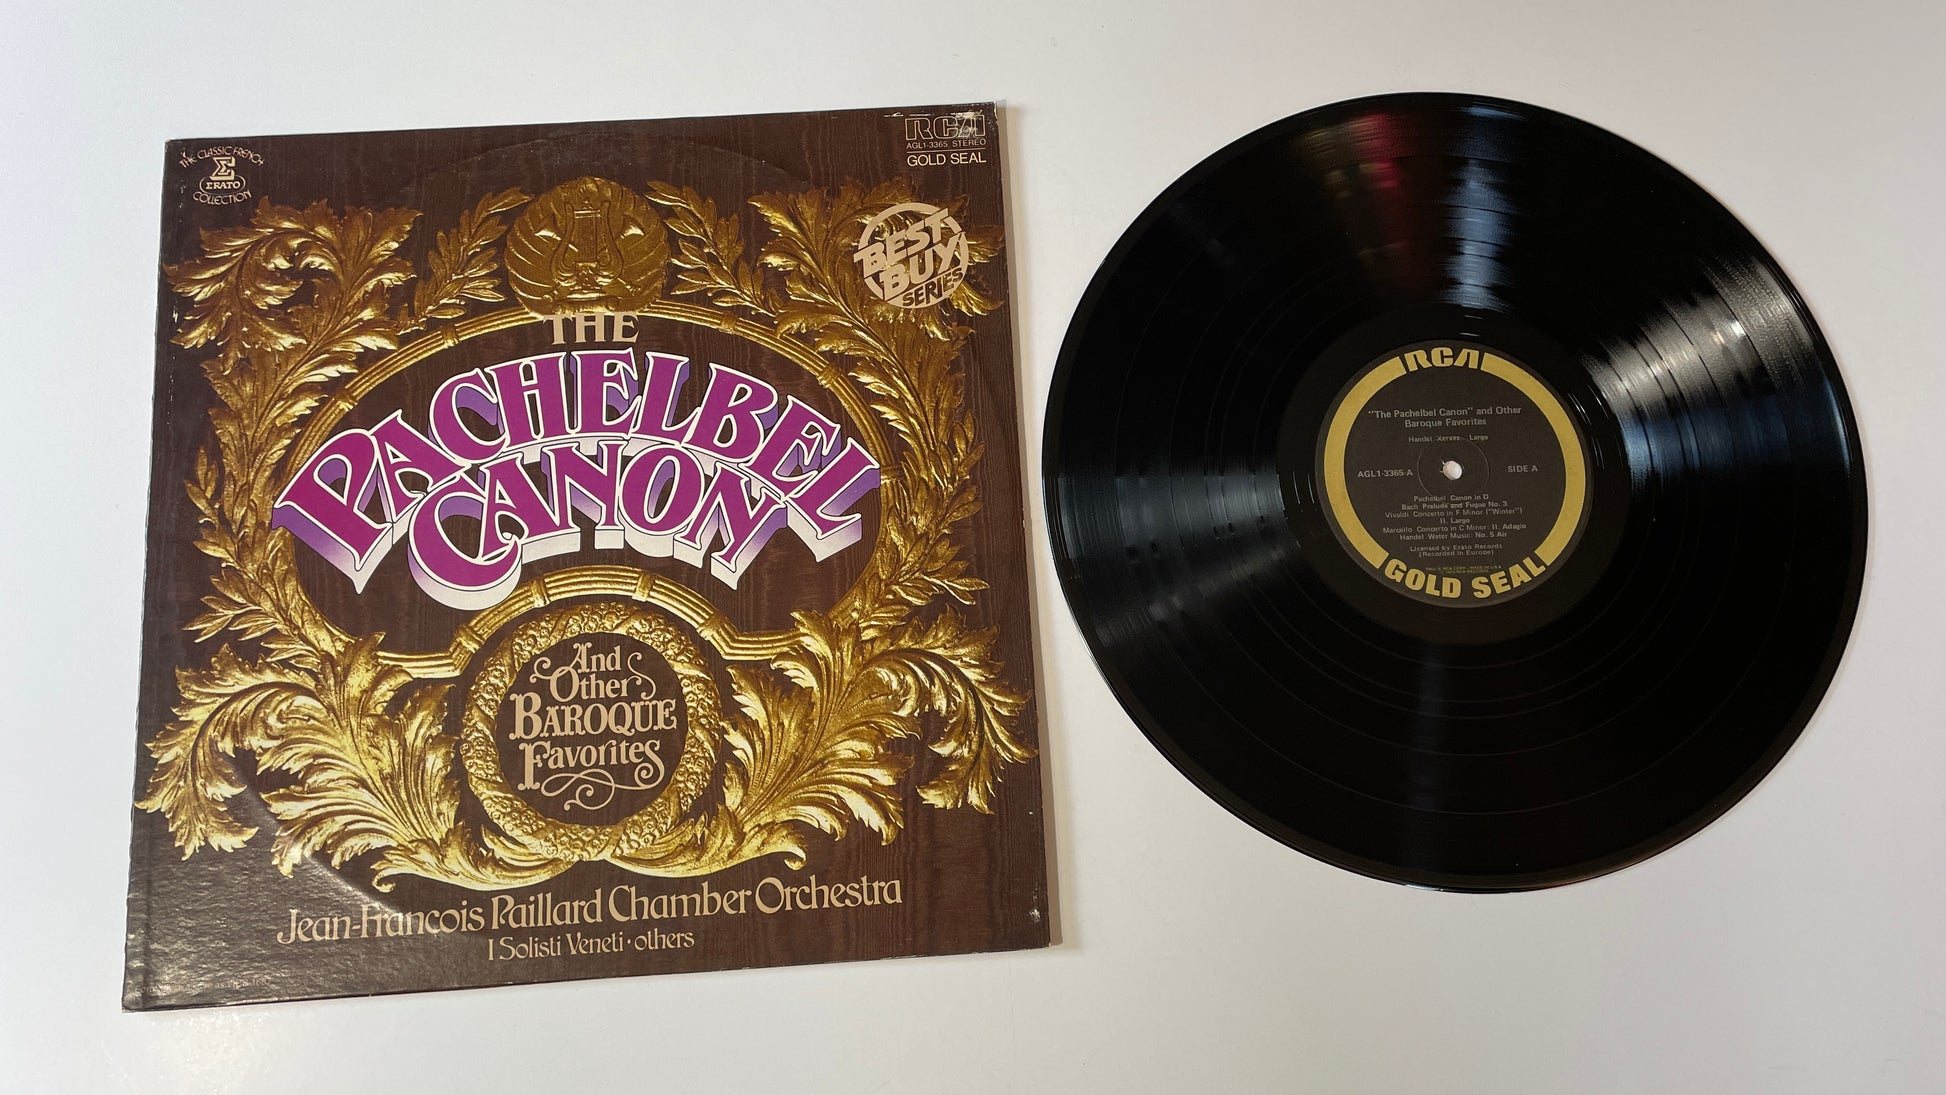 THE CLASSIC FRENCH
Σ
ERATO
COLLECTION
RCA
AGL1-3365 STEREO
GOLD SEAL
BEST
BUY
SERIES
THE
PACHELBEL
CANON
And
Other
BAROQUE
Favorites
Jean-François Paillard Chamber Orchestra
I Solisti Veneti · others
RCA
"The Pachelbel Canon" and Other
Baroque Favorites
Handel Xerxes: Largo
AGL1-3365-A
SIDE A
Pachelbel Canon in D
Bach Prelude and Fugue No. 3
Vivaldi Concerto in F Minor ("Winter")
II. Largo
Marcello Concerto in C Minor: II. Adagio
Handel Water Music: No. 5 Air
Licensed by Erato Records
(Recorded in Europe)
GOLD SEAL